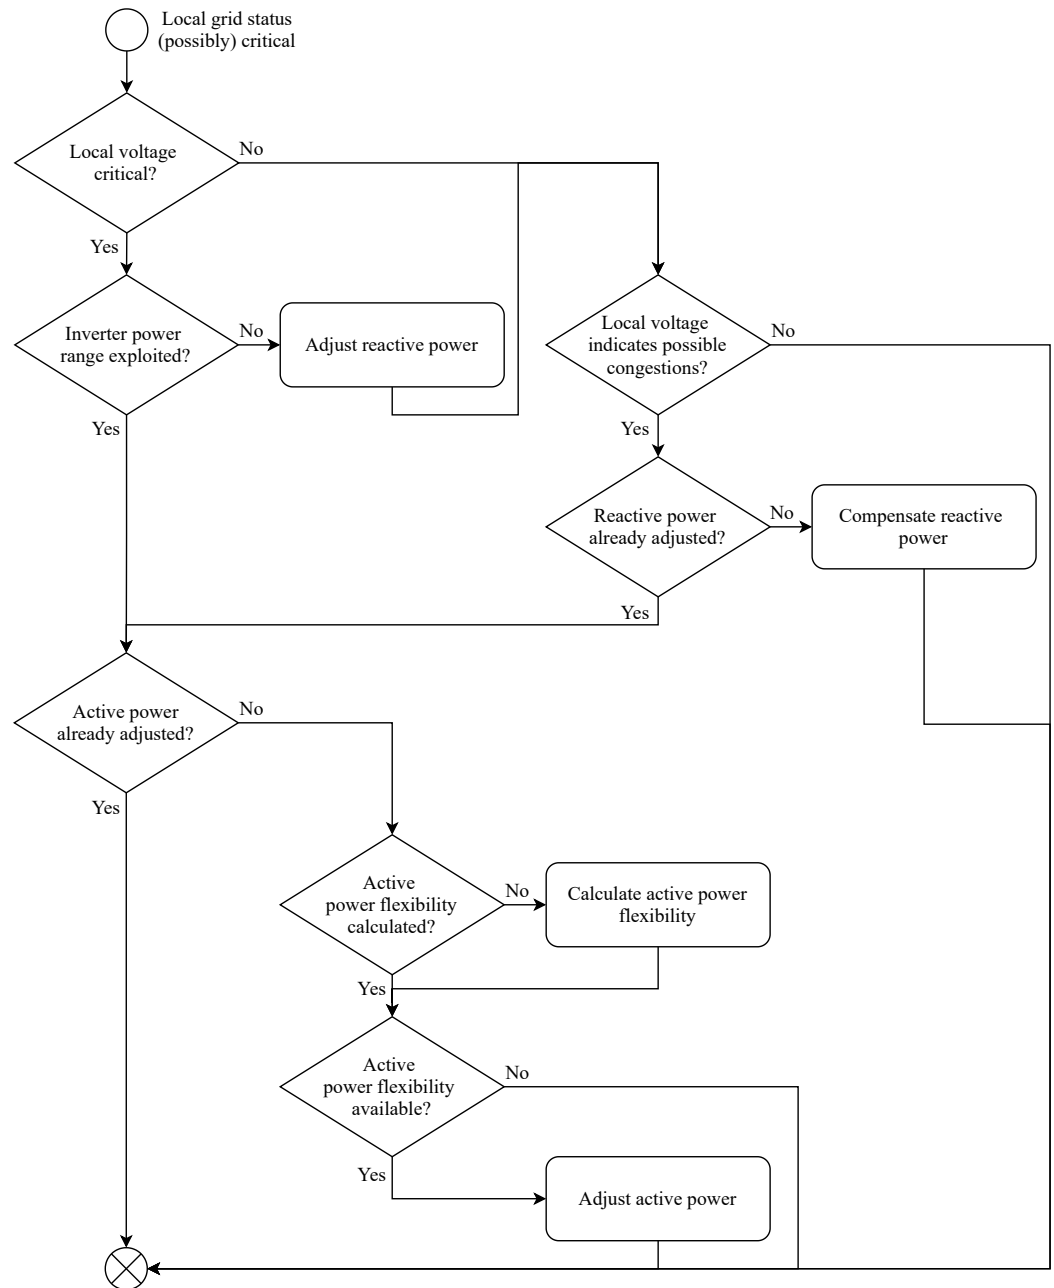 Local grid status
(possibly) critical
Local voltage
critical?
No
Yes
Inverter power
range exploited?
No
Adjust reactive power
Yes
Local voltage
indicates possible
congestions?
No
Yes
Reactive power
already adjusted?
No
Compensate reactive
power
Yes
Active power
already adjusted?
No
Yes
Active
power flexibility
calculated?
No
Calculate active power
flexibility
Yes
Active
power flexibility
available?
No
Yes
Adjust active power